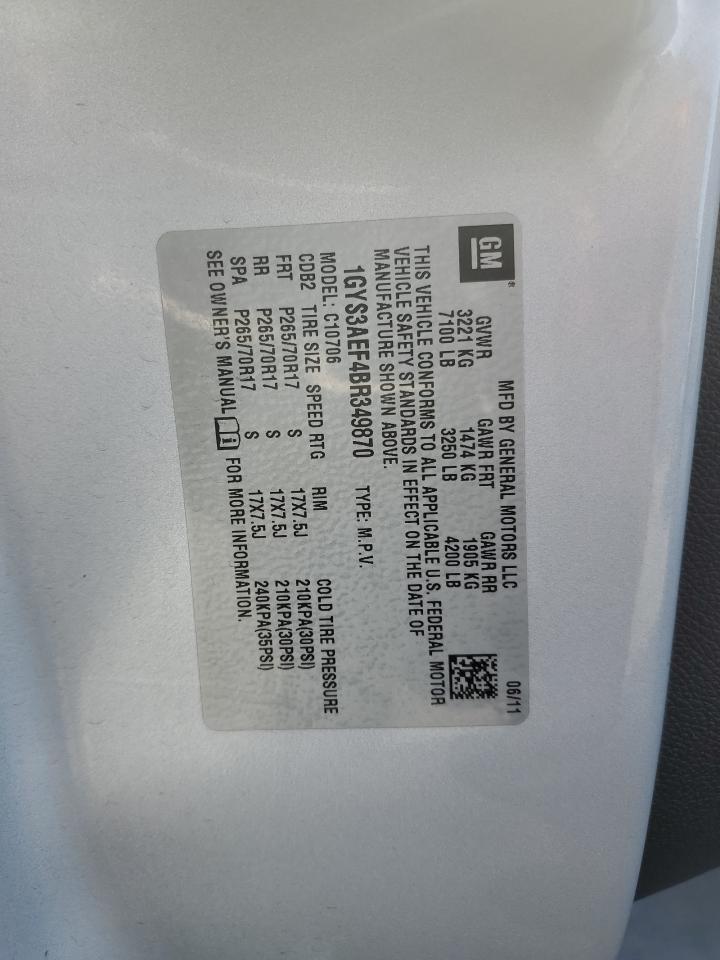 GM®
MFD BY GENERAL MOTORS LLC
06/11
GVWR GAWR FRT GAWR RR
3221 KG 1474 KG 1905 KG
7100 LB 3250 LB 4200 LB
THIS VEHICLE CONFORMS TO ALL APPLICABLE U.S. FEDERAL MOTOR
VEHICLE SAFETY STANDARDS IN EFFECT ON THE DATE OF
MANUFACTURE SHOWN ABOVE.
1GYS3AEF4BR349870 TYPE: M.P.V.
MODEL: C10706
CDB2 TIRE SIZE SPEED RTG RIM COLD TIRE PRESSURE
FRT P265/70R17 S 17X7.5J 210KPA(30PSI)
RR P265/70R17 S 17X7.5J 210KPA(30PSI)
SPA P265/70R17 S 17X7.5J 240KPA(35PSI)
SEE OWNER'S MANUAL FOR MORE INFORMATION.